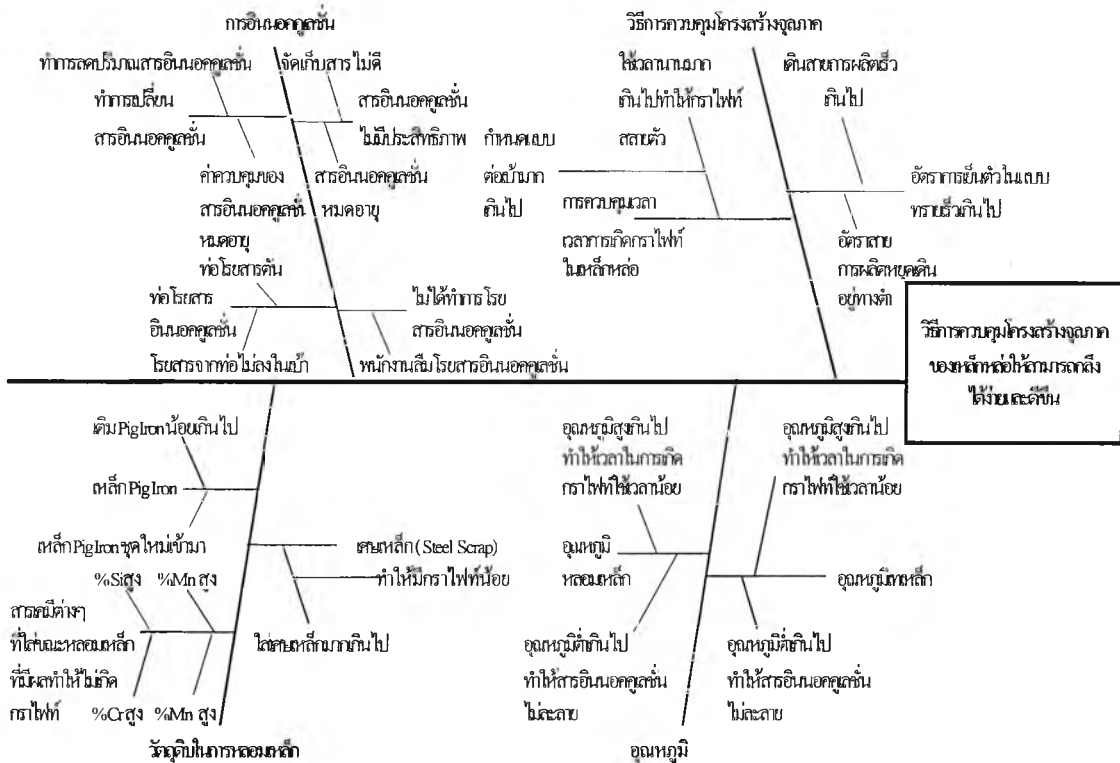 การอินนอคคูเลชั่น
วิธีการควบคุมโครงสร้างจุลภาค
ทำการลดปริมาณสารอินนอคคูเลชั่น
จัดเก็บสารไม่ดี
ทำการเปลี่ยน
สารอินนอคคูเลชั่น
สารอินนอคคูเลชั่น
ไม่มีประสิทธิภาพ
ค่าควบคุมของ
สารอินนอคคูเลชั่น
หมดอายุ
สารอินนอคคูเลชั่น
หมดอายุ
ท่อโรยสารตัน
ท่อโรยสาร
อินนอคคูเลชั่น
โรยสารจากท่อไม่ลงในเบ้า
ไม่ได้ทำการโรย
สารอินนอคคูเลชั่น
พนักงานลืมโรยสารอินนอคคูเลชั่น
ใช้เวลานานมาก
เกินไปทำให้กราไฟท์
สลายตัว
เดินสายการผลิตเร็ว
เกินไป
กำหนดแบบ
ต่อเบ้ามาก
เกินไป
การควบคุมเวลา
เวลาการเกิดกราไฟท์
ในเหล็กหล่อ
อัตราการเย็นตัวในแบบ
ทรายเร็วเกินไป
อัตราสาย
การผลิตหยุดเดิน
อยู่ทางดำ
วิธีการควบคุมโครงสร้างจุลภาค
ของเหล็กหล่อให้สามารถกลึง
ได้ง่ายและดีขึ้น
เติม Pig Iron น้อยเกินไป
เหล็ก Pig Iron
เหล็ก Pig Iron ชุดใหม่เข้ามา
เศษเหล็ก (Steel Scrap)
ทำให้มีกราไฟท์น้อย
ใส่เศษเหล็กมากเกินไป
%Si สูง
%Mn สูง
สารเคมีต่างๆ
ที่ใส่ขณะหลอมเหล็ก
ที่มีผลทำให้ไม่เกิด
กราไฟท์
%Cr สูง
%Mn สูง
วัตถุดิบในการหลอมเหล็ก
อุณหภูมิสูงเกินไป
ทำให้เวลาในการเกิด
กราไฟท์ใช้เวลาน้อย
อุณหภูมิสูงเกินไป
ทำให้เวลาในการเกิด
กราไฟท์ใช้เวลาน้อย
อุณหภูมิ
หลอมเหล็ก
อุณหภูมิเทเหล็ก
อุณหภูมิต่ำเกินไป
ทำให้สารอินนอคคูเลชั่น
ไม่ละลาย
อุณหภูมิต่ำเกินไป
ทำให้สารอินนอคคูเลชั่น
ไม่ละลาย
อุณหภูมิ